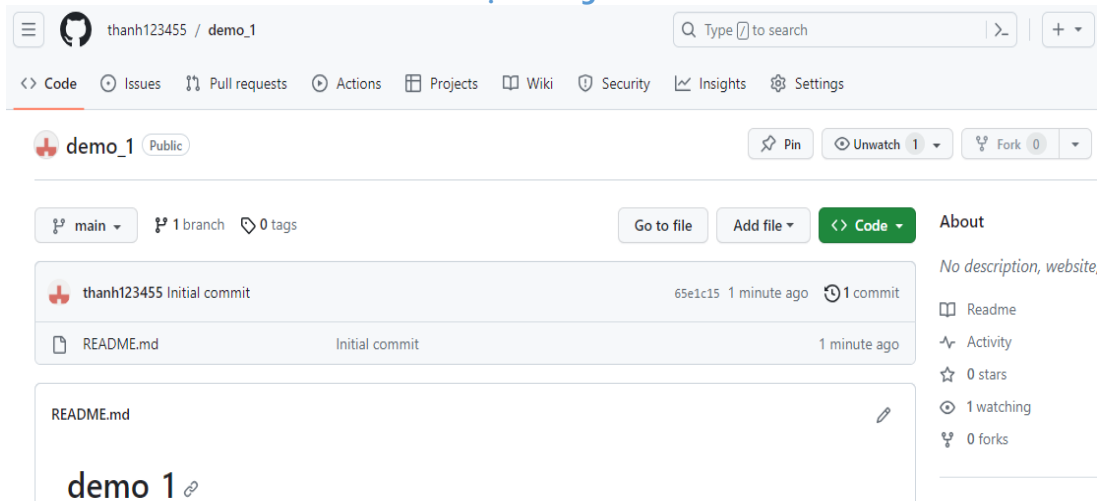 thanh123455 / demo_1 Type / to search
Code Issues Pull requests Actions Projects Wiki Security Insights Settings
demo_1 Public Pin Unwatch 1 Fork 0
main 1 branch 0 tags Go to file Add file Code About
No description, website,
thanh123455 Initial commit 65e1c15 1 minute ago 1 commit
Readme
README.md Initial commit 1 minute ago
Activity
0 stars
README.md
1 watching
0 forks
demo 1